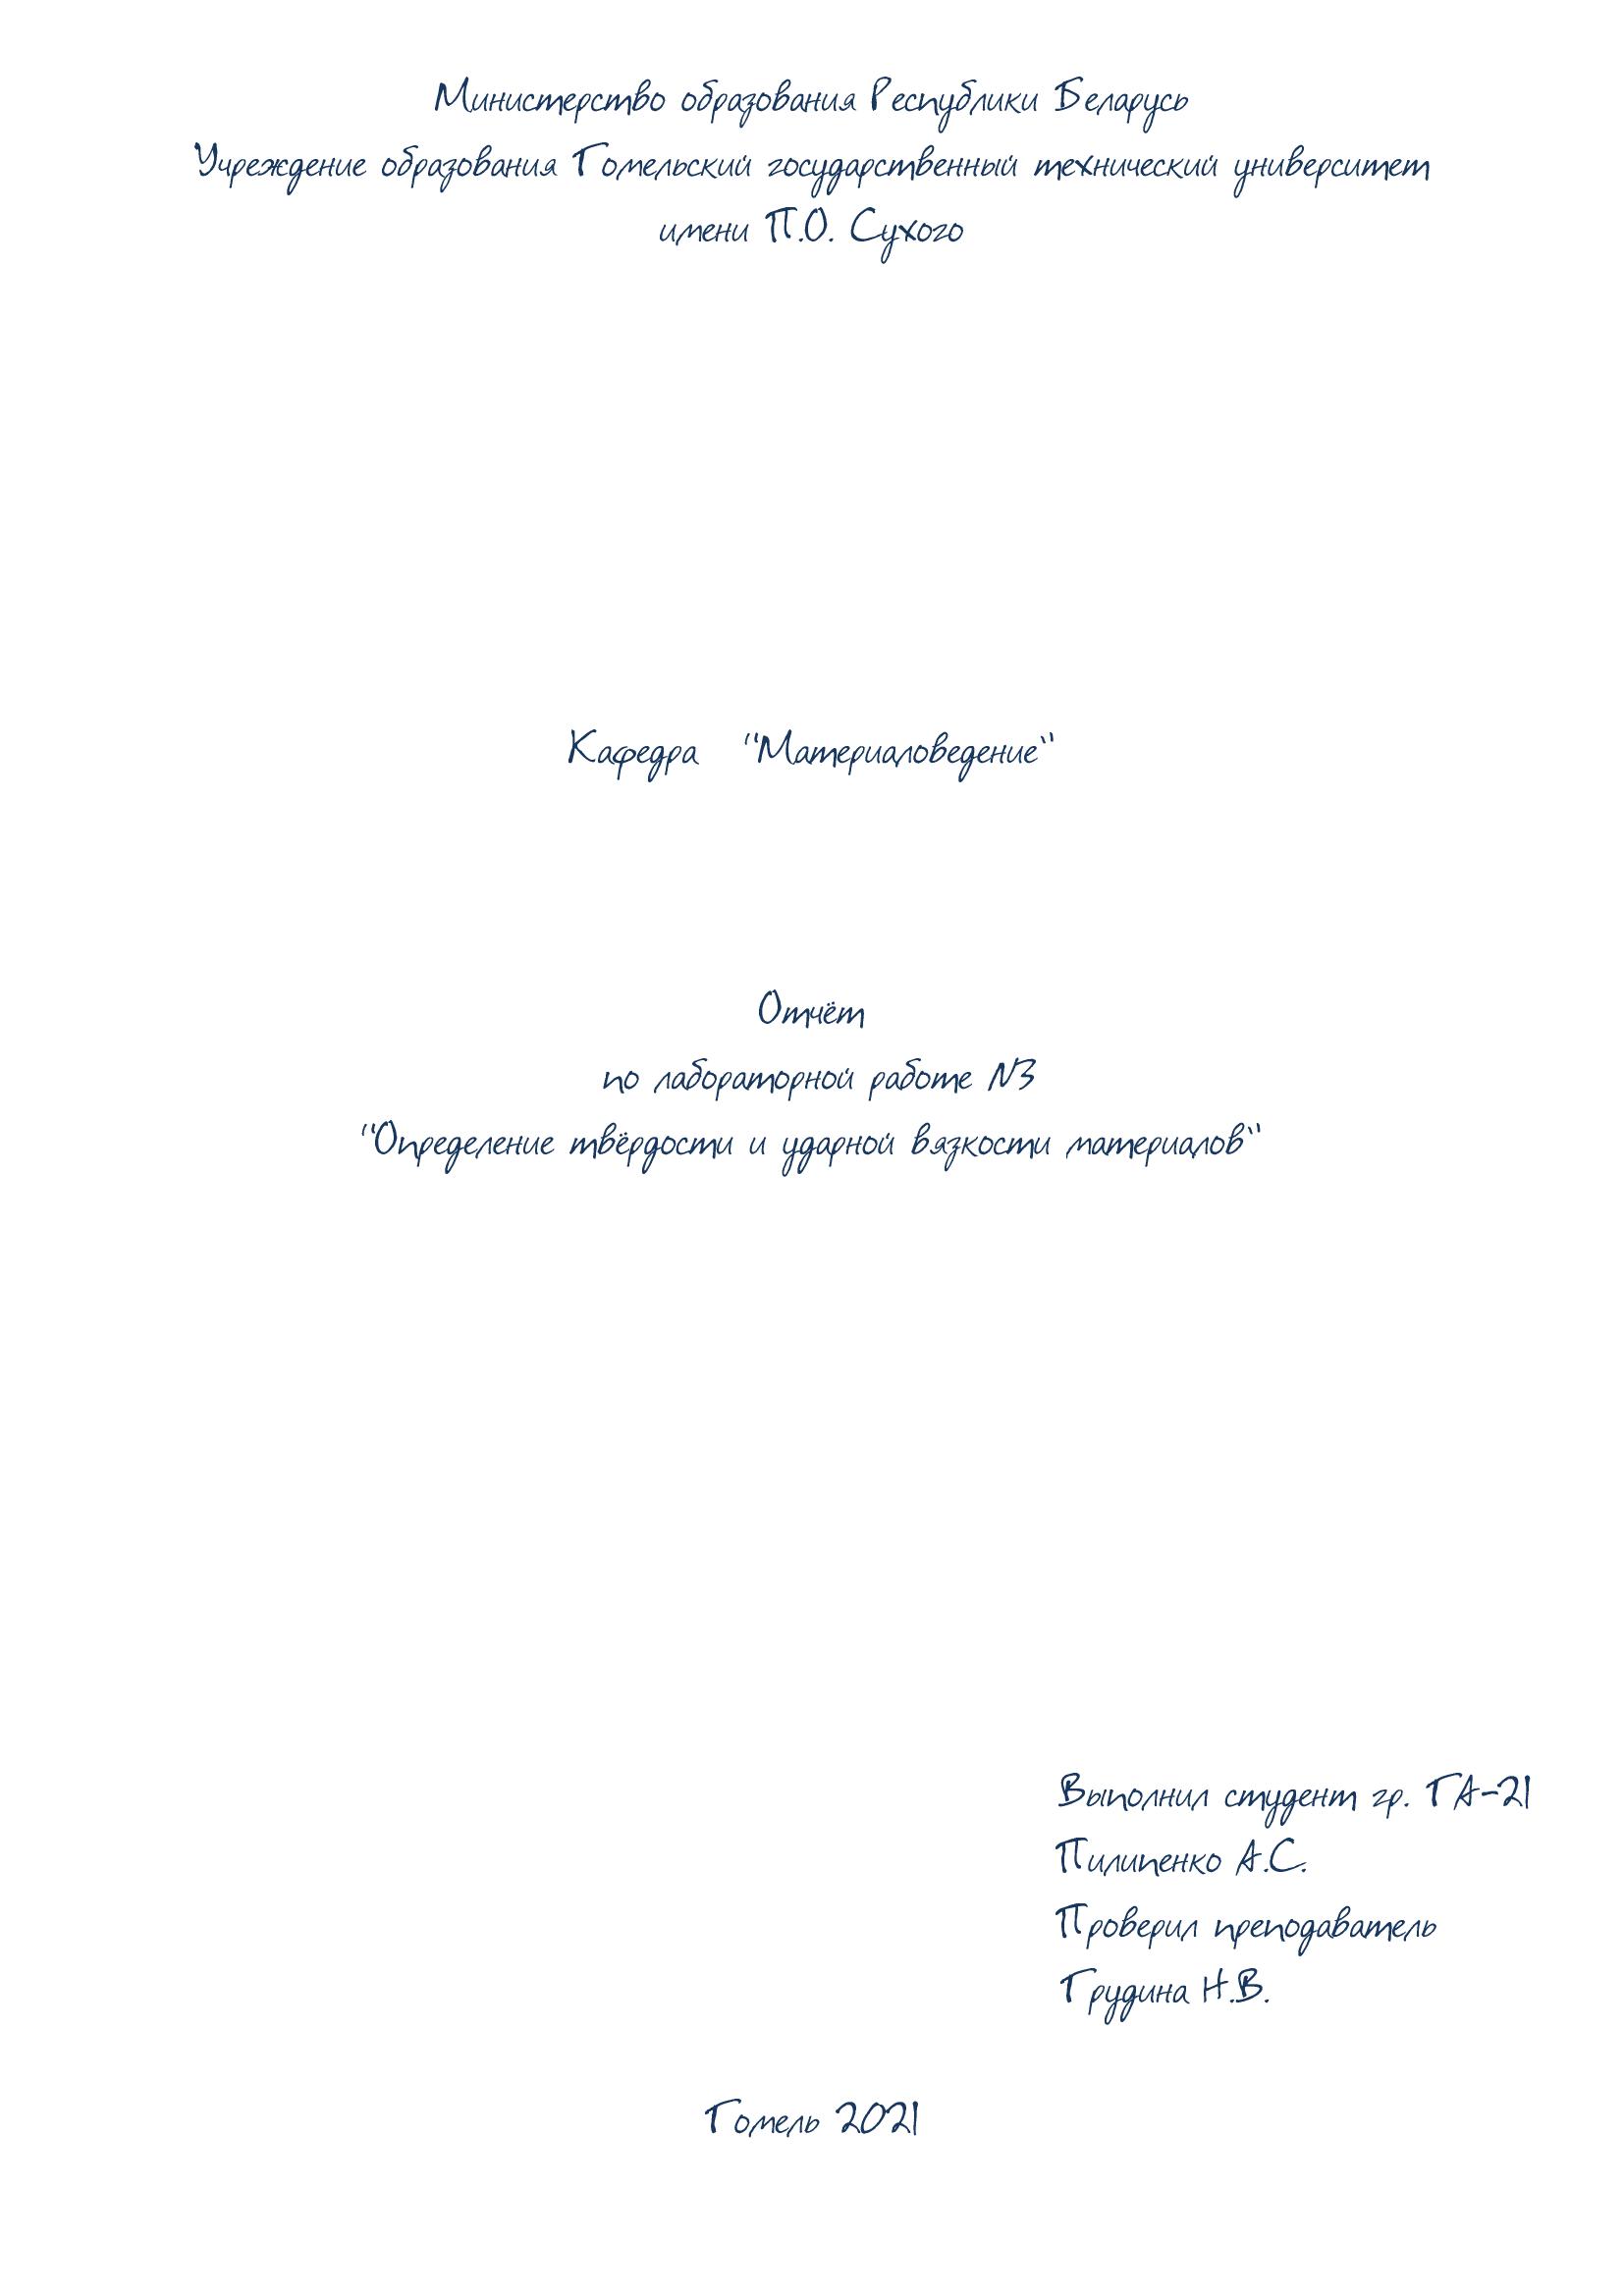 Министерство образования Республики Беларусь
Учреждение образования Гомельский государственный технический университет
имени П.О. Сухого
Кафедра "Материаловедение"
Отчёт
по лабораторной работе N3
"Определение твёрдости и ударной вязкости материалов"
Выполнил студент гр. ГА-21
Пилипенко А.С.
Проверил преподаватель
Грудина Н.В.
Гомель 2021